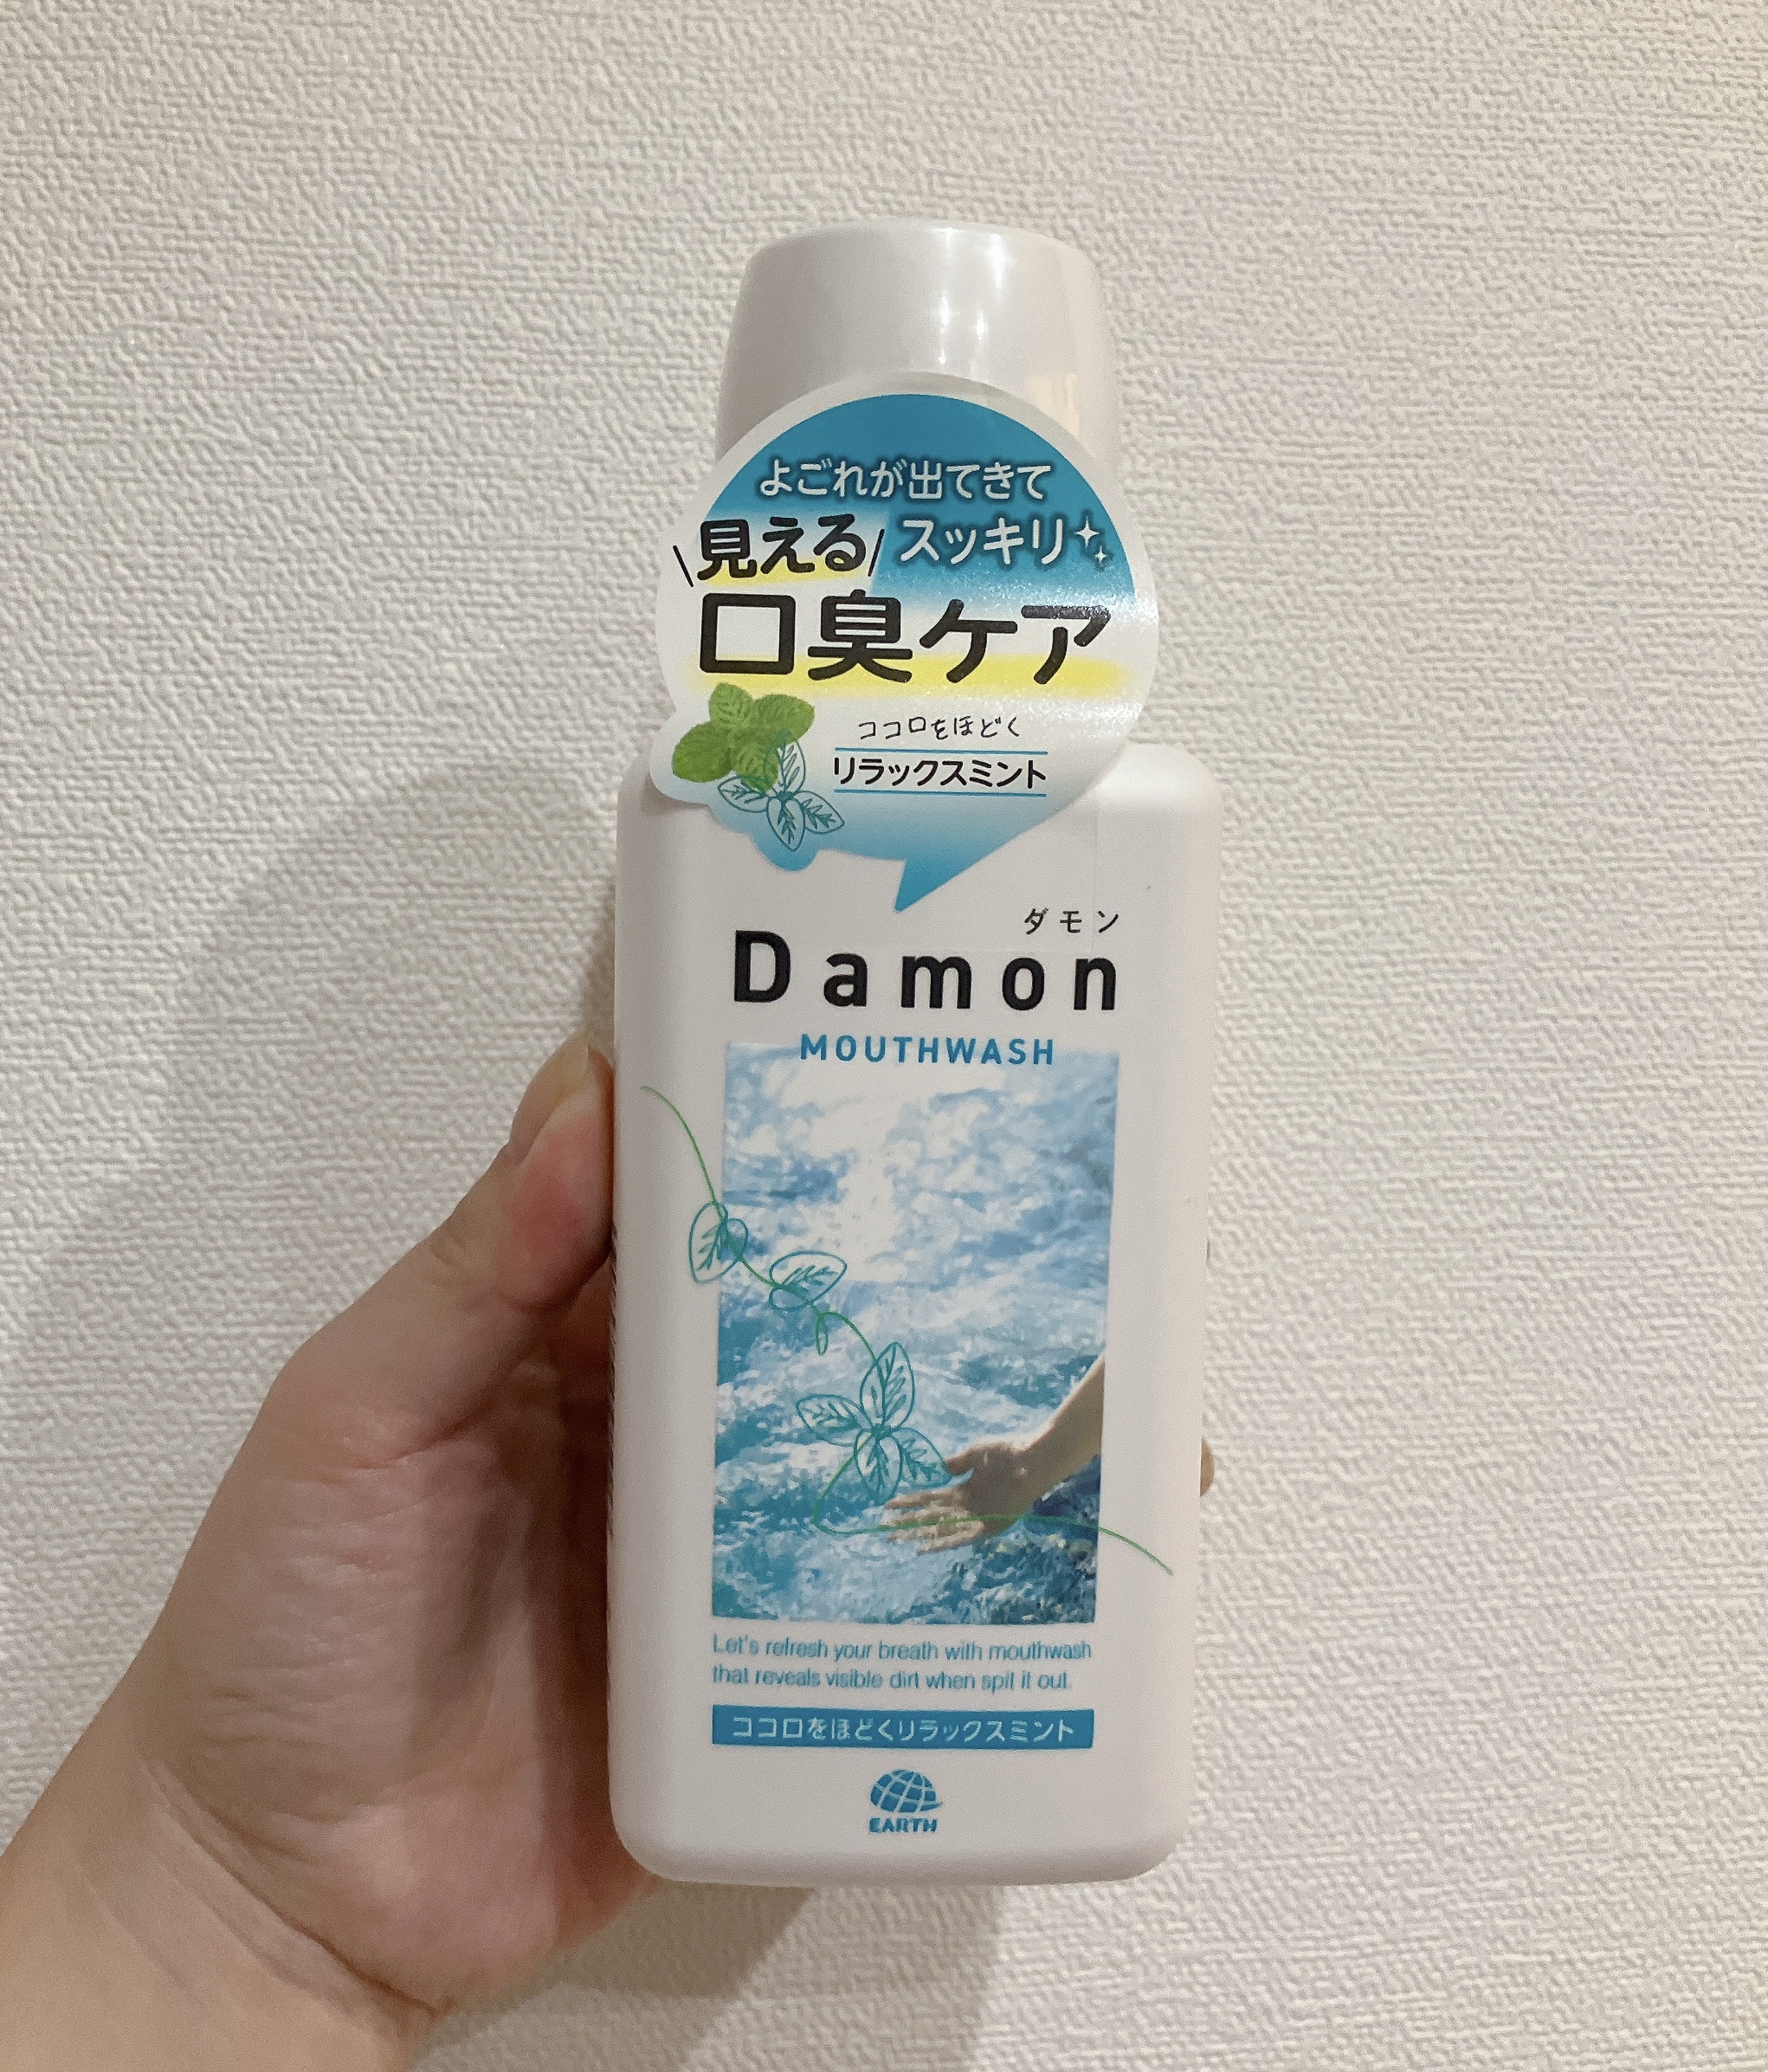 よごれが出てきて
見える スッキリ
口臭ケア
ココロをほどく
リラックスミント
ダモン
Damon
MOUTHWASH
Let's refresh your breath with mouthwash
that reveals visible dirt when spit it out.
ココロをほどくリラックスミント
EARTH